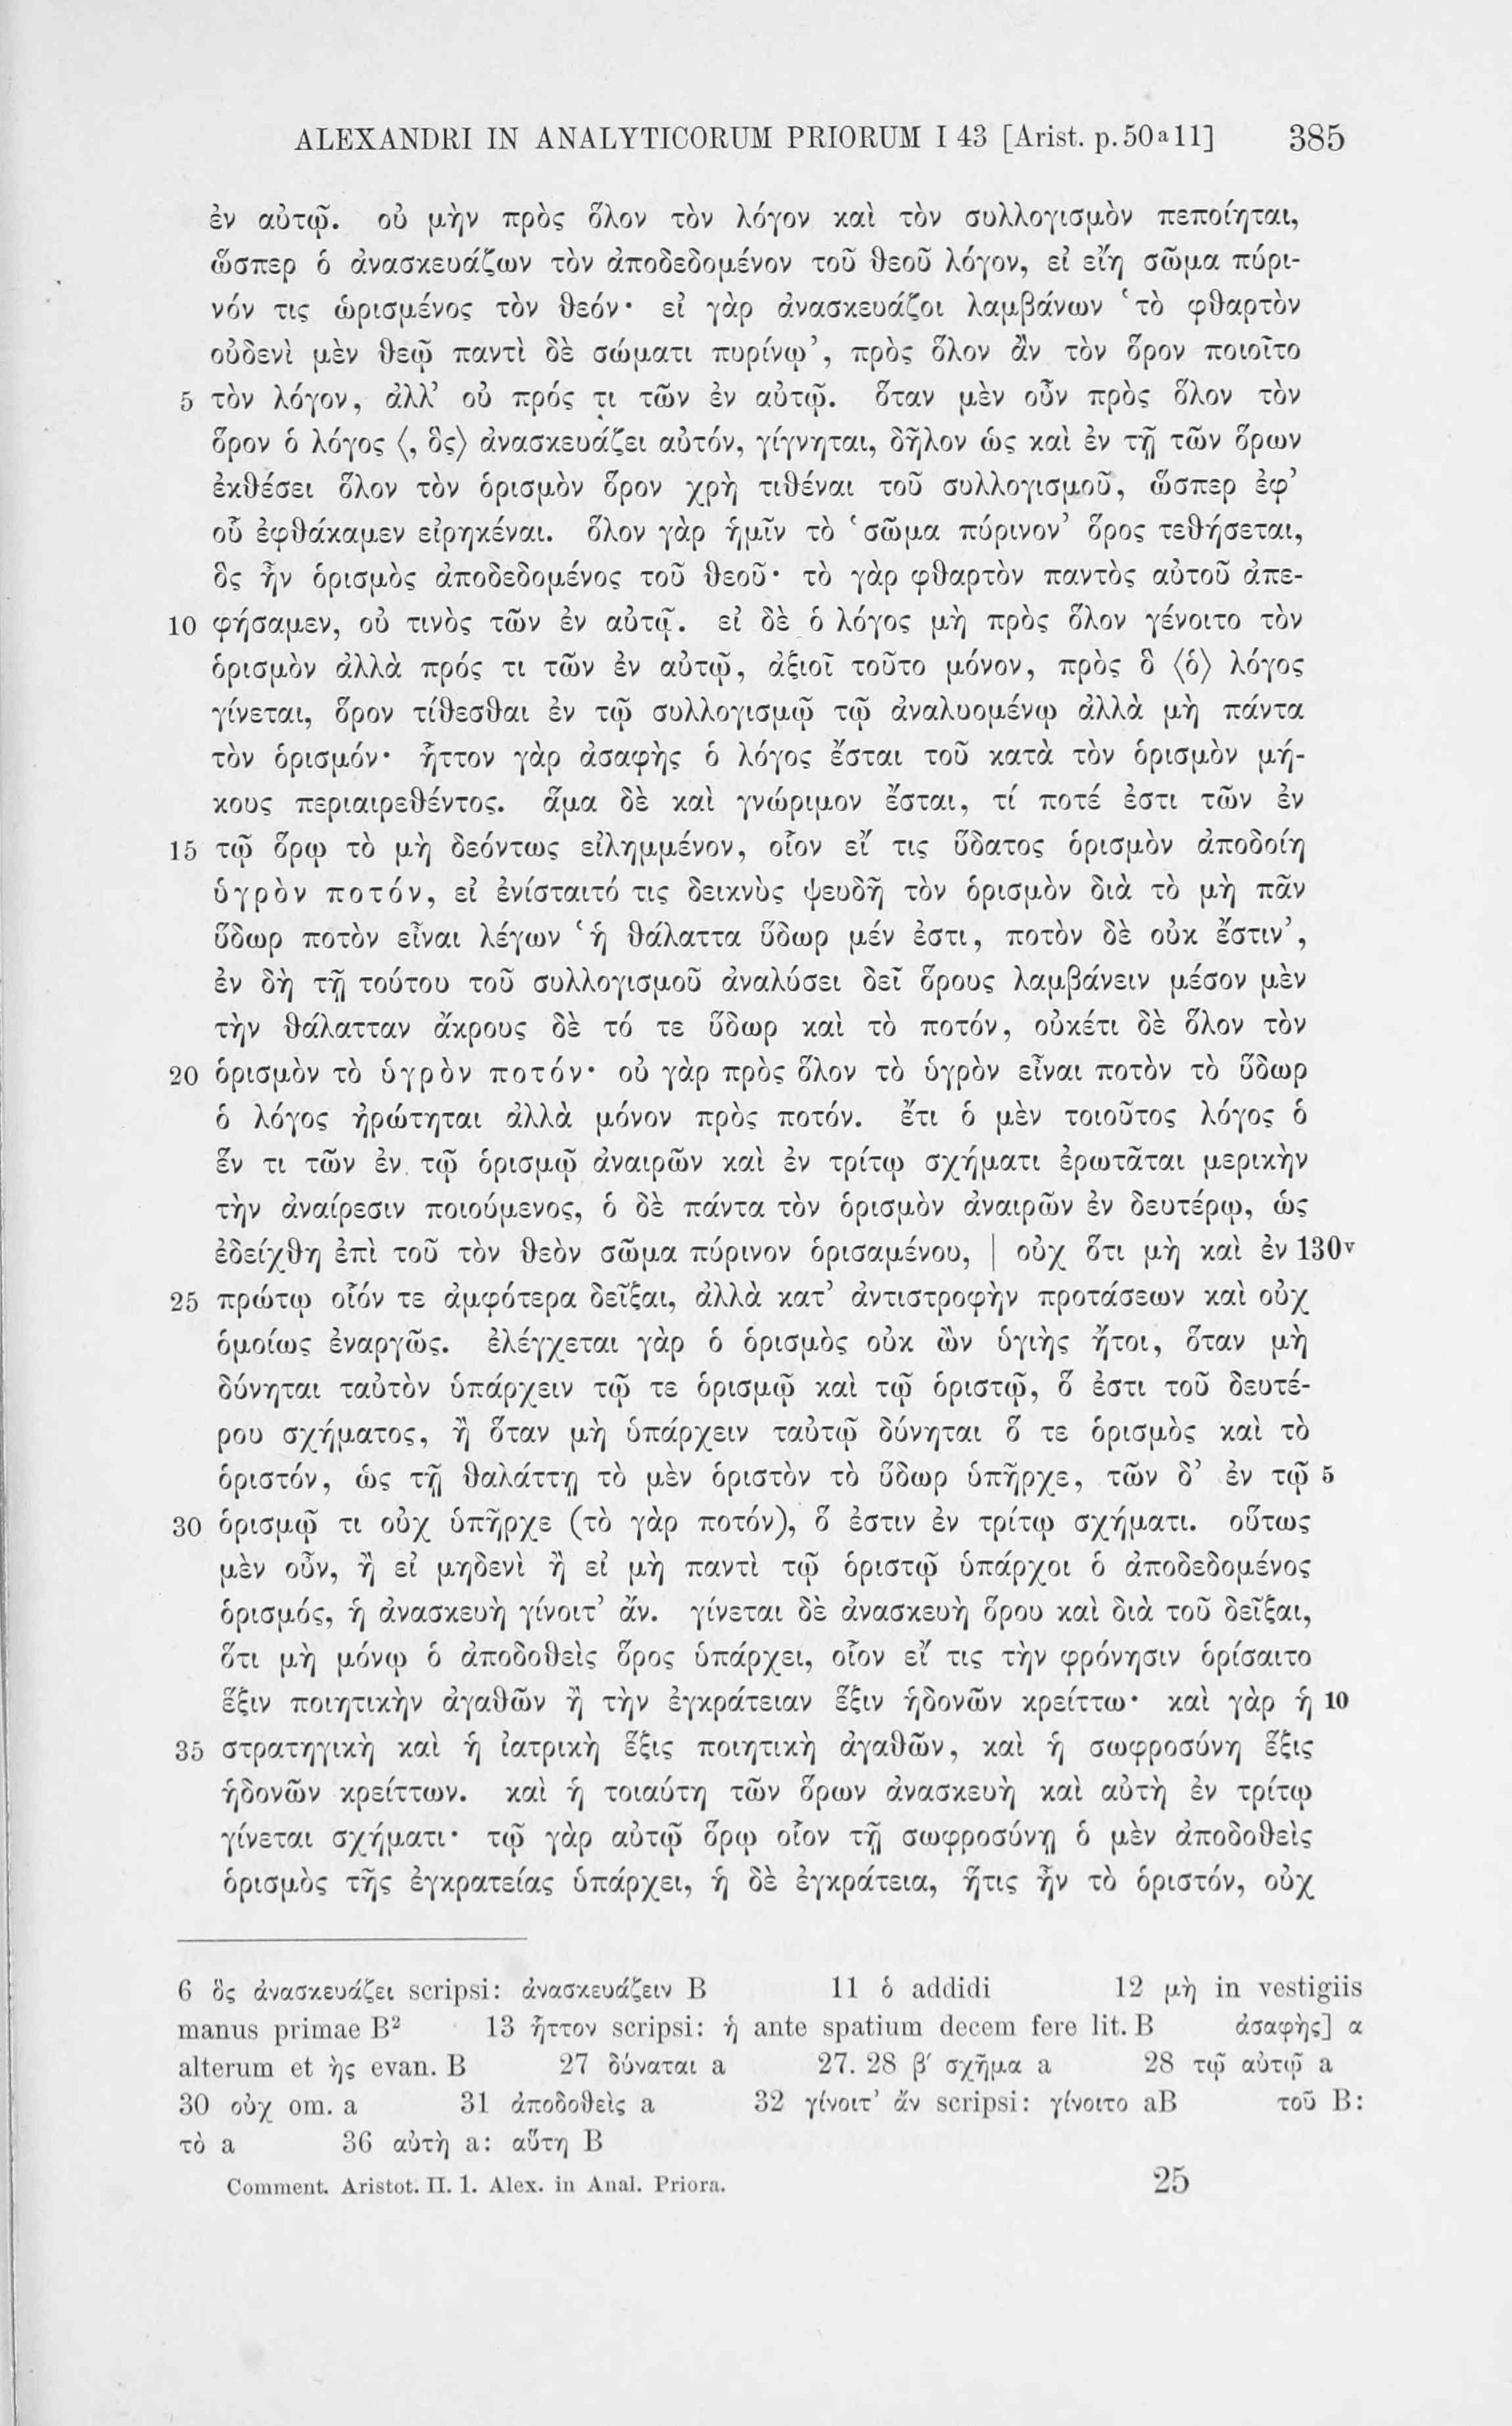 ALEXANDRI IN ANALYTICORUM PRIORUM I 43 [Arist. p. 50a11] 385
ἐν αὐτῷ. οὐ μὴν πρὸς ὅλον τὸν λόγον καὶ τὸν συλλογισμὸν πεποίηται,
ὥσπερ ὁ ἀνασκευάζων τὸν ἀποδεδομένον τοῦ θεοῦ λόγον, εἰ εἴη σῶμα πύρι-
νόν τις ὡρισμένος τὸν θεόν· εἰ γὰρ ἀνασκευάζοι λαμβάνων ‘τὸ φθαρτὸν
οὐδενὶ μὲν θεῷ παντὶ δὲ σώματι πυρίνῳ’, πρὸς ὅλον ἂν τὸν ὅρον ποιοῖτο
5 τὸν λόγον, ἀλλ’ οὐ πρός τι τῶν ἐν αὐτῷ. ὅταν μὲν οὖν πρὸς ὅλον τὸν
ὅρον ὁ λόγος ⟨, ὃς⟩ ἀνασκευάζει αὐτόν, γίγνηται, δῆλον ὡς καὶ ἐν τῇ τῶν ὅρων
ἐκθέσει ὅλον τὸν ὁρισμὸν ὅρον χρὴ τιθέναι τοῦ συλλογισμοῦ, ὥσπερ ἐφ’
οὗ ἐφθάκαμεν εἰρηκέναι. ὅλον γὰρ ἡμῖν τὸ ‘σῶμα πύρινον’ ὅρος τεθήσεται,
ὃς ἦν ὁρισμὸς ἀποδεδομένος τοῦ θεοῦ· τὸ γὰρ φθαρτὸν παντὸς αὐτοῦ ἀπε-
10 φήσαμεν, οὐ τινὸς τῶν ἐν αὐτῷ. εἰ δὲ ὁ λόγος μὴ πρὸς ὅλον γένοιτο τὸν
ὁρισμὸν ἀλλὰ πρός τι τῶν ἐν αὐτῷ, ἀξιοῖ τοῦτο μόνον, πρὸς ὃ ⟨ὁ⟩ λόγος
γίνεται, ὅρον τίθεσθαι ἐν τῷ συλλογισμῷ τῷ ἀναλυομένῳ ἀλλὰ μὴ πάντα
τὸν ὁρισμόν· ἧττον γὰρ ἀσαφὴς ὁ λόγος ἔσται τοῦ κατὰ τὸν ὁρισμὸν μή-
κους περιαιρεθέντος. ἅμα δὲ καὶ γνώριμον ἔσται, τί ποτέ ἐστι τῶν ἐν
15 τῷ ὅρῳ τὸ μὴ δεόντως εἰλημμένον, οἷον εἴ τις ὕδατος ὁρισμὸν ἀποδοίη
ὑγρὸν ποτόν, εἰ ἐνίσταιτό τις δεικνὺς ψευδῆ τὸν ὁρισμὸν διὰ τὸ μὴ πᾶν
ὕδωρ ποτὸν εἶναι λέγων ‘ἡ θάλαττα ὕδωρ μέν ἐστι, ποτὸν δὲ οὐκ ἔστιν’,
ἐν δὴ τῇ τούτου τοῦ συλλογισμοῦ ἀναλύσει δεῖ ὅρους λαμβάνειν μέσον μὲν
τὴν θάλατταν ἄκρους δὲ τό τε ὕδωρ καὶ τὸ ποτόν, οὐκέτι δὲ ὅλον τὸν
20 ὁρισμὸν τὸ ὑγρὸν ποτόν· οὐ γὰρ πρὸς ὅλον τὸ ὑγρὸν εἶναι ποτὸν τὸ ὕδωρ
ὁ λόγος ἠρώτηται ἀλλὰ μόνον πρὸς ποτόν. ἔτι ὁ μὲν τοιοῦτος λόγος ὁ
ἕν τι τῶν ἐν τῷ ὁρισμῷ ἀναιρῶν καὶ ἐν τρίτῳ σχήματι ἐρωτᾶται μερικὴν
τὴν ἀναίρεσιν ποιούμενος, ὁ δὲ πάντα τὸν ὁρισμὸν ἀναιρῶν ἐν δευτέρῳ, ὡς
ἐδείχθη ἐπὶ τοῦ τὸν θεὸν σῶμα πύρινον ὁρισαμένου, | οὐχ ὅτι μὴ καὶ ἐν 130v
25 πρώτῳ οἷόν τε ἀμφότερα δεῖξαι, ἀλλὰ κατ’ ἀντιστροφὴν προτάσεων καὶ οὐχ
ὁμοίως ἐναργῶς. ἐλέγχεται γὰρ ὁ ὁρισμὸς οὐκ ὢν ὑγιὴς ἤτοι, ὅταν μὴ
δύνηται ταὐτὸν ὑπάρχειν τῷ τε ὁρισμῷ καὶ τῷ ὁριστῷ, ὅ ἐστι τοῦ δευτέ-
ρου σχήματος, ἢ ὅταν μὴ ὑπάρχειν ταὐτῷ δύνηται ὅ τε ὁρισμὸς καὶ τὸ
ὁριστόν, ὡς τῇ θαλάττῃ τὸ μὲν ὁριστὸν τὸ ὕδωρ ὑπῆρχε, τῶν δ’ ἐν τῷ 5
30 ὁρισμῷ τι οὐχ ὑπῆρχε (τὸ γὰρ ποτόν), ὅ ἐστιν ἐν τρίτῳ σχήματι. οὕτως
μὲν οὖν, ἢ εἰ μηδενὶ ἢ εἰ μὴ παντὶ τῷ ὁριστῷ ὑπάρχοι ὁ ἀποδεδομένος
ὁρισμός, ἡ ἀνασκευὴ γίνοιτ’ ἄν. γίνεται δὲ ἀνασκευὴ ὅρου καὶ διὰ τοῦ δεῖξαι,
ὅτι μὴ μόνῳ ὁ ἀποδοθεὶς ὅρος ὑπάρχει, οἷον εἴ τις τὴν φρόνησιν ὁρίσαιτο
ἕξιν ποιητικὴν ἀγαθῶν ἢ τὴν ἐγκράτειαν ἕξιν ἡδονῶν κρείττω· καὶ γὰρ ἡ 10
35 στρατηγικὴ καὶ ἡ ἰατρικὴ ἕξις ποιητικὴ ἀγαθῶν, καὶ ἡ σωφροσύνη ἕξις
ἡδονῶν κρείττων. καὶ ἡ τοιαύτη τῶν ὅρων ἀνασκευὴ καὶ αὐτὴ ἐν τρίτῳ
γίνεται σχήματι· τῷ γὰρ αὐτῷ ὅρῳ οἷον τῇ σωφροσύνῃ ὁ μὲν ἀποδοθεὶς
ὁρισμὸς τῆς ἐγκρατείας ὑπάρχει, ἡ δὲ ἐγκράτεια, ἥτις ἦν τὸ ὁριστόν, οὐχ
6 ὃς ἀνασκευάζει scripsi: ἀνασκευάζειν B 11 ὁ addidi 12 μὴ in vestigiis
manus primae B² 13 ἧττον scripsi: ἡ ante spatium decem fere lit. B ἀσαφὴς] α
alterum et ἡς evan. B 27 δύναται a 27. 28 β′ σχῆμα a 28 τῷ αὐτῷ a
30 οὐχ om. a 31 ἀποδοθεὶς a 32 γίνοιτ’ ἄν scripsi: γίνοιτο aB τοῦ B:
τὸ a 36 αὐτὴ a: αὕτη B
Comment. Aristot. II. 1. Alex. in Anal. Priora. 25